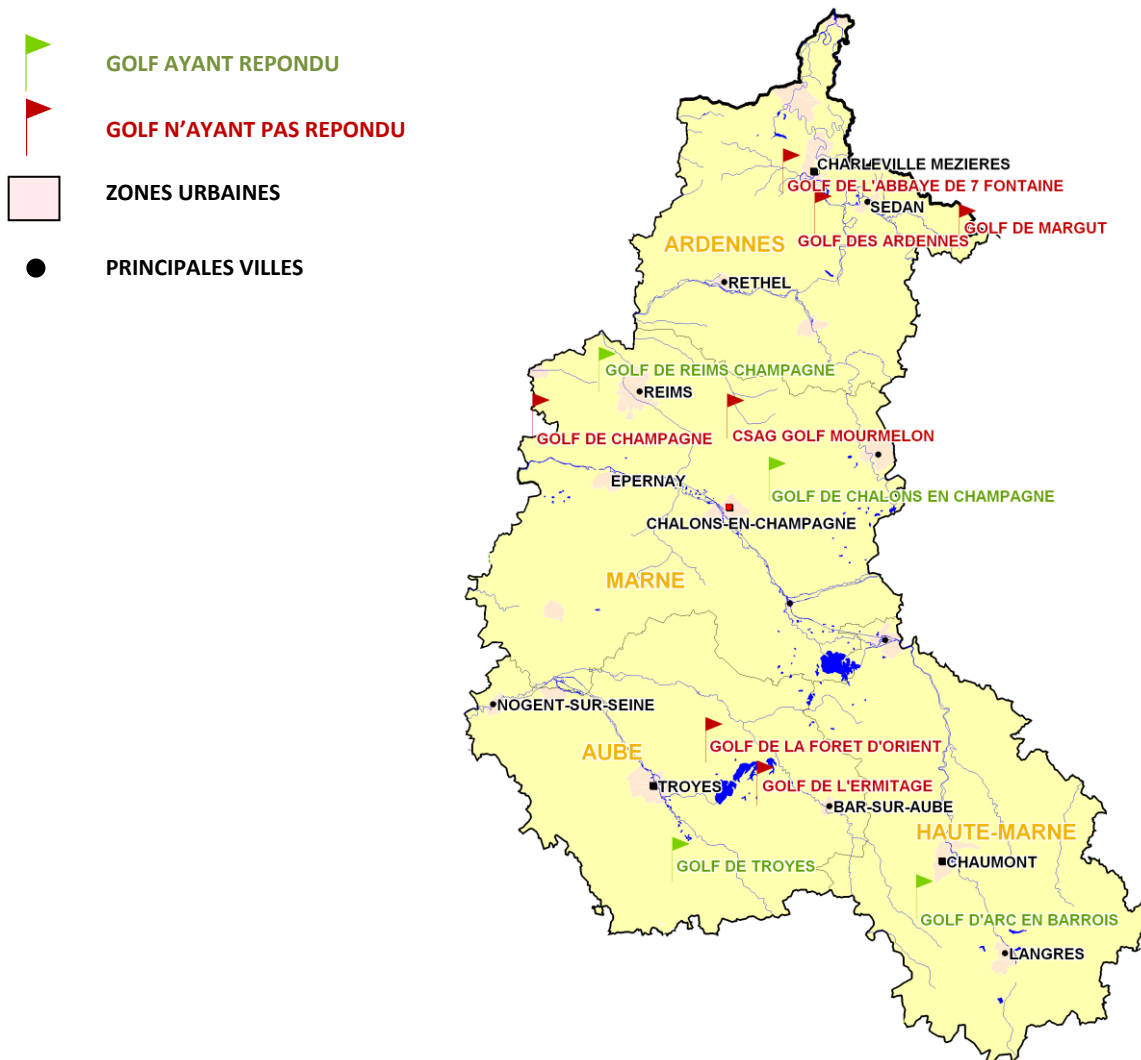 GOLF AYANT REPONDU
GOLF N’AYANT PAS REPONDU
ZONES URBAINES
PRINCIPALES VILLES
CHARLEVILLE MEZIERES
GOLF DE L'ABBAYE DE 7 FONTAINE
SEDAN
GOLF DE MARGUT
GOLF DES ARDENNES
ARDENNES
RETHEL
GOLF DE REIMS CHAMPAGNE
REIMS
GOLF DE CHAMPAGNE
CSAG GOLF MOURMELON
EPERNAY
GOLF DE CHALONS EN CHAMPAGNE
CHALONS-EN-CHAMPAGNE
MARNE
NOGENT-SUR-SEINE
AUBE
GOLF DE LA FORET D'ORIENT
TROYES
GOLF DE L'ERMITAGE
BAR-SUR-AUBE
HAUTE-MARNE
GOLF DE TROYES
CHAUMONT
GOLF D'ARC EN BARROIS
LANGRES